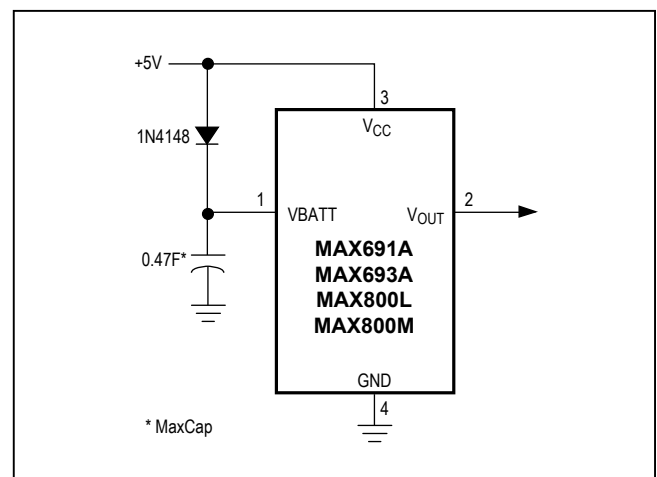 +5V
3
VCC
1N4148
1
2
VBATT
VOUT
0.47F*
MAX691A
MAX693A
MAX800L
MAX800M
GND
4
* MaxCap